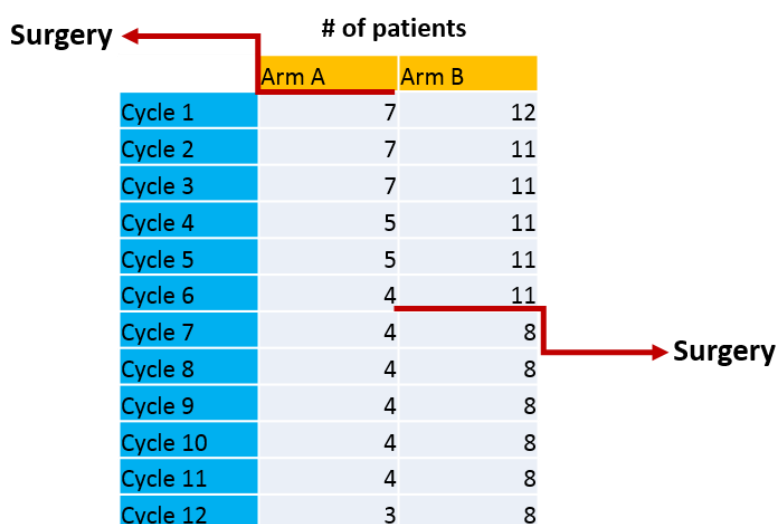 # of patients
Surgery
Arm A Arm B
Cycle 1 7 12
Cycle 2 7 11
Cycle 3 7 11
Cycle 4 5 11
Cycle 5 5 11
Cycle 6 4 11
Cycle 7 4 8
Surgery
Cycle 8 4 8
Cycle 9 4 8
Cycle 10 4 8
Cycle 11 4 8
Cycle 12 3 8